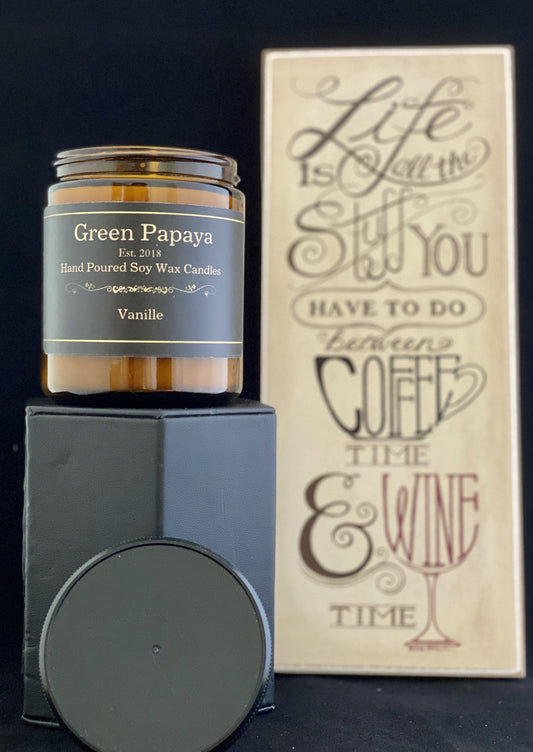 Green Papaya
Est. 2018
Hand Poured Soy Wax Candles
Vanille
Life
IS all the
Stuff YOU
HAVE TO DO
between
COFFEE
TIME
& WINE
TIME